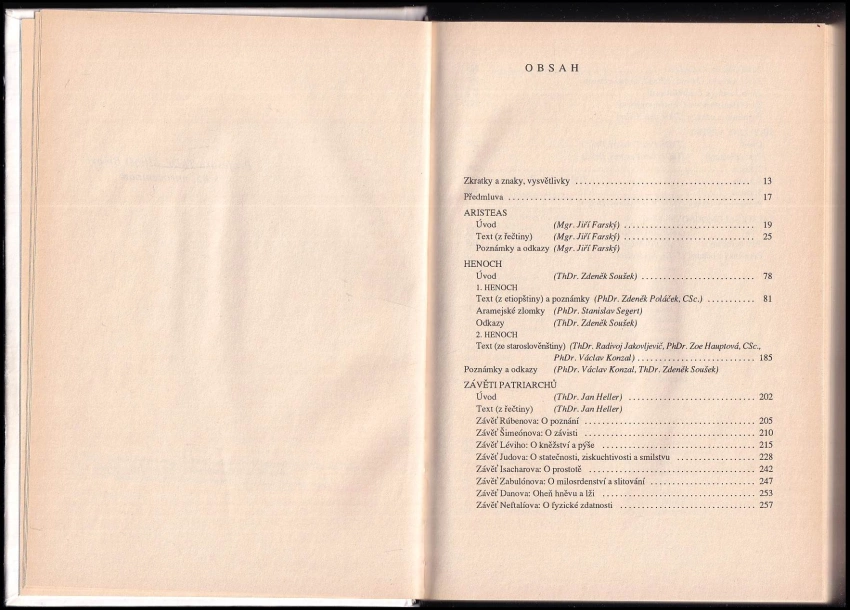 OBSAH
Zkratky a znaky, vysvětlivky ........................................ 13
Předmluva ........................................ 17
ARISTEAS
Úvod (Mgr. Jiří Farský) .............................. 19
Text (z řečtiny) (Mgr. Jiří Farský) .............................. 25
Poznámky a odkazy (Mgr. Jiří Farský)
HENOCH
Úvod (ThDr. Zdeněk Soušek) .......................... 78
1. HENOCH
Text (z etiopštiny) a poznámky (PhDr. Zdeněk Poláček, CSc.) ........... 81
Aramejské zlomky (PhDr. Stanislav Segert)
Odkazy (ThDr. Zdeněk Soušek)
2. HENOCH
Text (ze staroslověnštiny) (ThDr. Radivoj Jakovljevič, PhDr. Zoe Hauptová, CSc.,
PhDr. Václav Konzal) ........................... 185
Poznámky a odkazy (PhDr. Václav Konzal, ThDr. Zdeněk Soušek)
ZÁVĚTI PATRIARCHŮ
Úvod (ThDr. Jan Heller) ............................. 202
Text (z řečtiny) (ThDr. Jan Heller)
Závěť Rúbenova: O poznání ........................................ 205
Závěť Šimeónova: O závisti ........................................ 210
Závěť Léviho: O kněžství a pýše ..................................... 215
Závěť Judova: O statečnosti, ziskuchtivosti a smilstvu .................. 228
Závěť Isacharova: O prostotě ...................................... 242
Závěť Zabulónova: O milosrdenství a slitování ........................ 247
Závěť Danova: Oheň hněvu a lži ................................... 253
Závěť Neftalíova: O fyzické zdatnosti ............................... 257